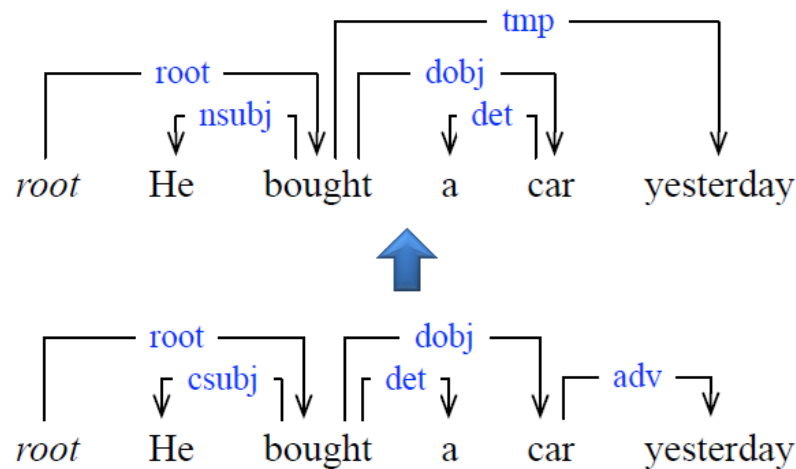 tmp
root dobj
nsubj det
root He bought a car yesterday
root dobj
csubj det adv
root He bought a car yesterday